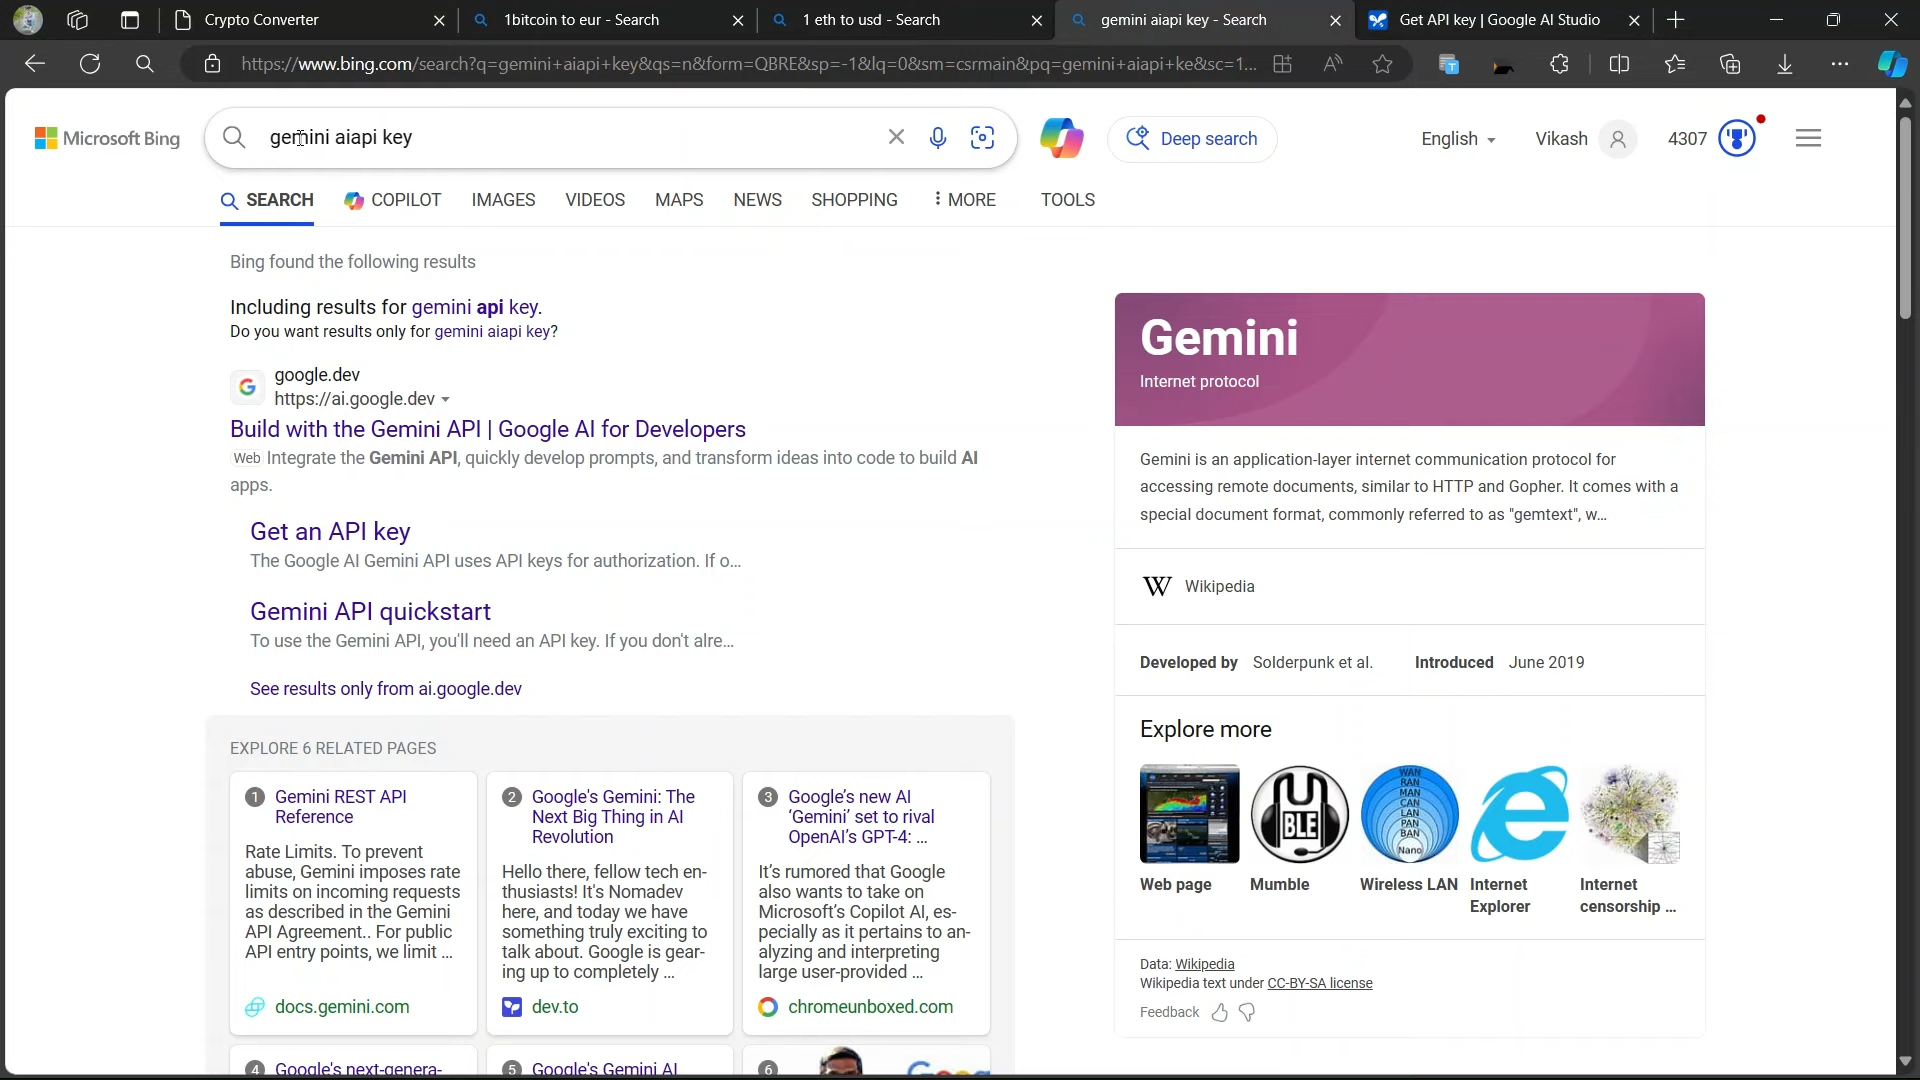 Crypto Converter
1bitcoin to eur - Search
1 eth to usd - Search
gemini aiapi key - Search
Get API key | Google AI Studio
https://www.bing.com/search?q=gemini+aiapi+key&qs=n&form=QBRE&sp=-1&lq=0&sm=csrmain&pq=gemini+aiapi+ke&sc=1...
Microsoft Bing
gemini aiapi key
Deep search
English
Vikash
4307
SEARCH
COPILOT
IMAGES
VIDEOS
MAPS
NEWS
SHOPPING
MORE
TOOLS
Bing found the following results
Including results for gemini api key.
Do you want results only for gemini aiapi key?
google.dev
https://ai.google.dev
Build with the Gemini API | Google AI for Developers
Web Integrate the Gemini API, quickly develop prompts, and transform ideas into code to build AI
apps.
Get an API key
The Google AI Gemini API uses API keys for authorization. If o...
Gemini API quickstart
To use the Gemini API, you'll need an API key. If you don't alre...
See results only from ai.google.dev
EXPLORE 6 RELATED PAGES
1 Gemini REST API
Reference
Rate Limits. To prevent
abuse, Gemini imposes rate
limits on incoming requests
as described in the Gemini
API Agreement.. For public
API entry points, we limit ...
docs.gemini.com
2 Google's Gemini: The
Next Big Thing in AI
Revolution
Hello there, fellow tech en-
thusiasts! It's Nomadev
here, and today we have
something truly exciting to
talk about. Google is gear-
ing up to completely ...
dev.to
3 Google's new AI
'Gemini' set to rival
OpenAI's GPT-4: ...
It's rumored that Google
also wants to take on
Microsoft's Copilot AI, es-
pecially as it pertains to an-
alyzing and interpreting
large user-provided ...
chromeunboxed.com
4 Google's next-genera-
5 Google's Gemini AI
6
Gemini
Internet protocol
Gemini is an application-layer internet communication protocol for
accessing remote documents, similar to HTTP and Gopher. It comes with a
special document format, commonly referred to as "gemtext", w...
W Wikipedia
Developed by Solderpunk et al.
Introduced June 2019
Explore more
BLE
WAN
RAN
MAN
CAN
LAN
PAN
BAN
Nano
Web page
Mumble
Wireless LAN
Internet
Explorer
Internet
censorship ...
Data: Wikipedia
Wikipedia text under CC-BY-SA license
Feedback